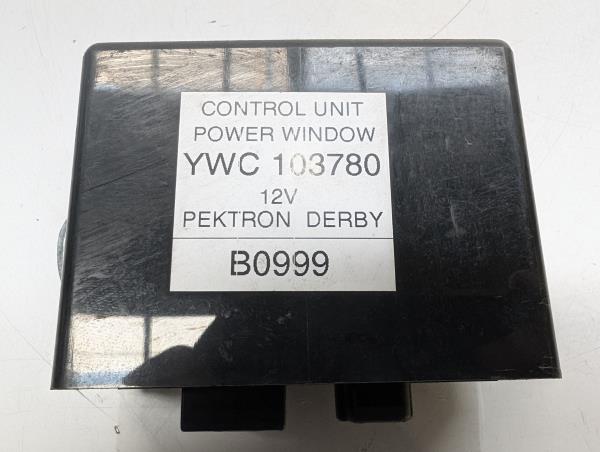 CONTROL UNIT
POWER WINDOW
YWC 103780
12V
PEKTRON DERBY
B0999